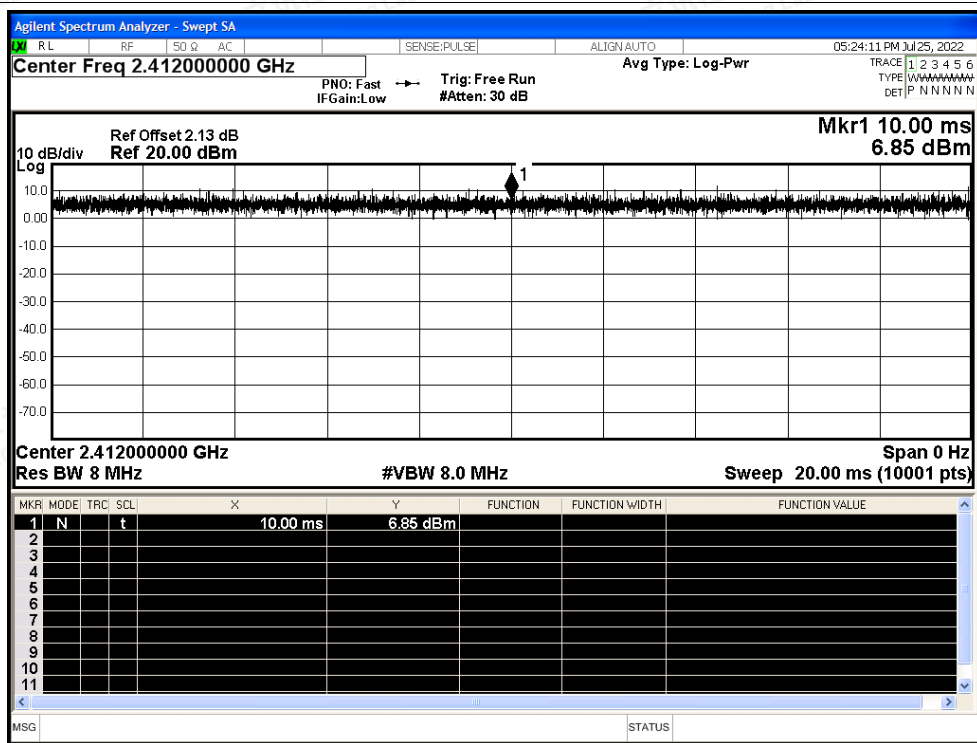 Agilent Spectrum Analyzer - Swept SA
LXI RL RF 50 Ω AC SENSE:PULSE ALIGN AUTO 05:24:11 PM Jul 25, 2022
Center Freq 2.412000000 GHz
PNO: Fast
IFGain:Low
Trig: Free Run
#Atten: 30 dB
Avg Type: Log-Pwr
TRACE 1 2 3 4 5 6
TYPE WWWWWW
DET P N N N N N
Mkr1 10.00 ms
6.85 dBm
Ref Offset 2.13 dB
10 dB/div Ref 20.00 dBm
Log
1
10.0
0.00
-10.0
-20.0
-30.0
-40.0
-50.0
-60.0
-70.0
Center 2.412000000 GHz Span 0 Hz
Res BW 8 MHz #VBW 8.0 MHz Sweep 20.00 ms (10001 pts)
MKR MODE TRC SCL X Y FUNCTION FUNCTION WIDTH FUNCTION VALUE
1 N t 10.00 ms 6.85 dBm
2
3
4
5
6
7
8
9
10
11
MSG STATUS